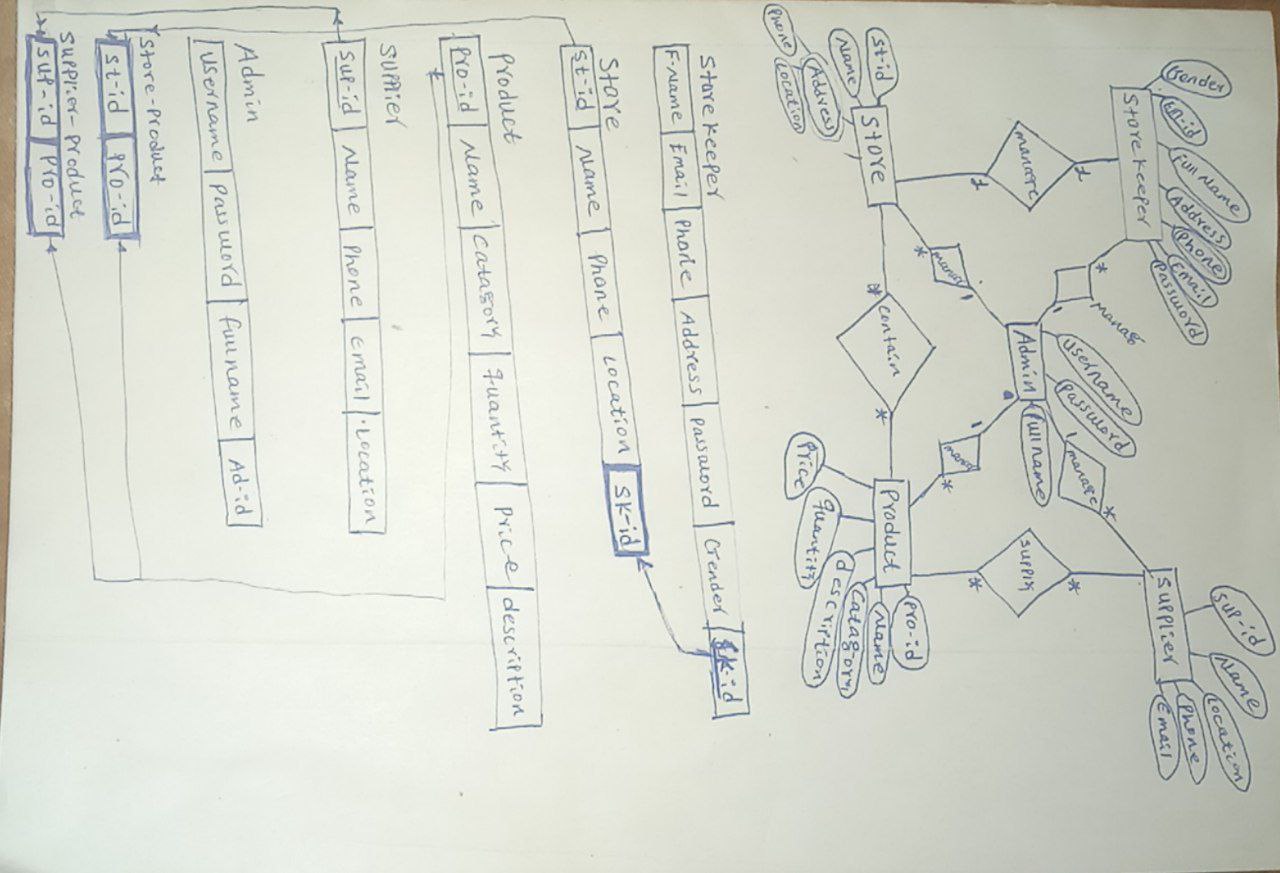 Gender
En-id
Full Name
Address
Phone
Email
Password
Store keeper
Sup-id
Name
Location
Phone
Email
Supplier
manag
Username
Password
Full name
Admin
manage
manage
supply
1
1
*
1
1
*
*
*
manage
manage
1
*
1
*
contain
*
*
St-id
Name
Address
Phone
Location
Store
Product
Pro-id
Name
Catagory
description
quantity
Price
Store keeper
F-Name Email Phone Address Password Gender Sk-id
Store
St-id Name Phone Location SK-id
Product
Pro-id Name Catagory quantity Price description
Supplier
Sup-id Name Phone Email Location
Admin
Username Password fullname Ad-id
Store-Product
St-id Pro-id
Supplier-Product
Sup-id Pro-id